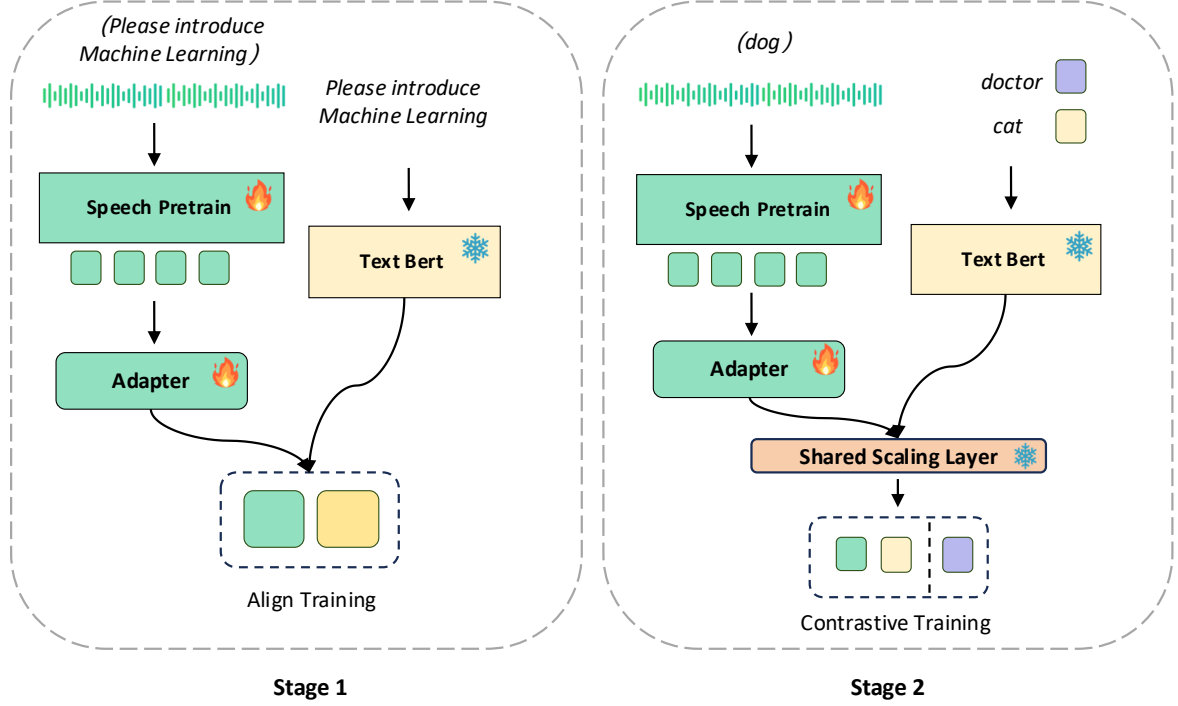 (Please introduce
Machine Learning)
Please introduce
Machine Learning
Speech Pretrain
Text Bert
Adapter
Align Training
Stage 1
(dog)
doctor
cat
Speech Pretrain
Text Bert
Adapter
Shared Scaling Layer
Contrastive Training
Stage 2